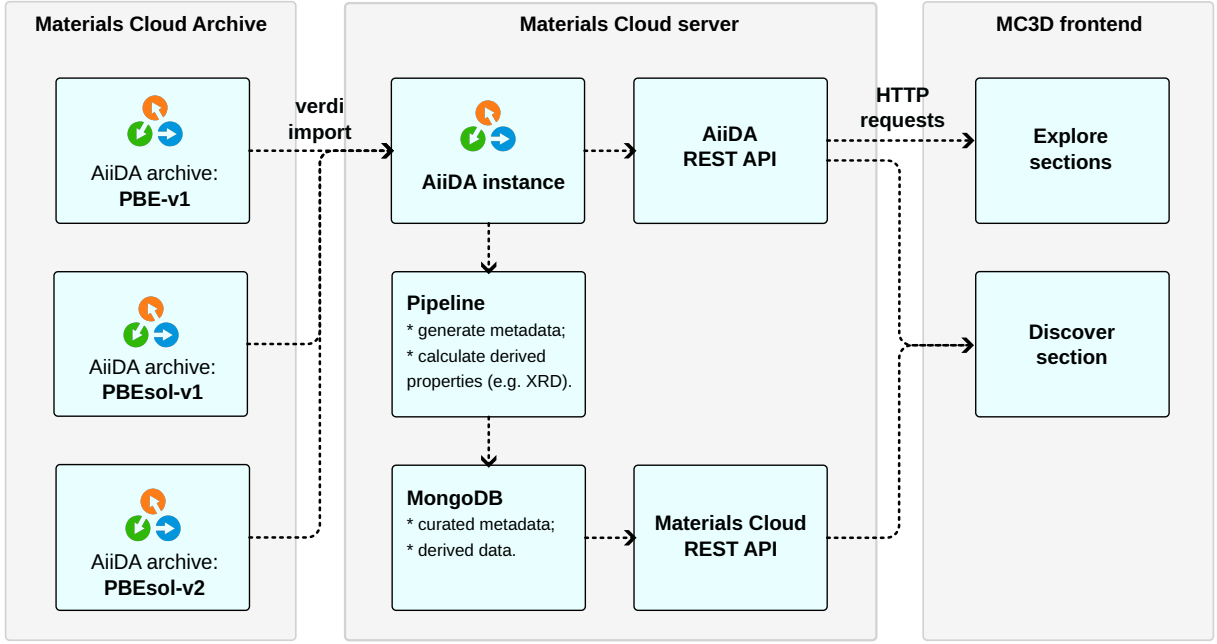 Materials Cloud Archive
AiiDA archive:
PBE-v1
AiiDA archive:
PBEsol-v1
AiiDA archive:
PBEsol-v2
verdi
import
Materials Cloud server
AiiDA instance
AiiDA
REST API
Pipeline
* generate metadata;
* calculate derived
properties (e.g. XRD).
MongoDB
* curated metadata;
* derived data.
Materials Cloud
REST API
HTTP
requests
MC3D frontend
Explore
sections
Discover
section